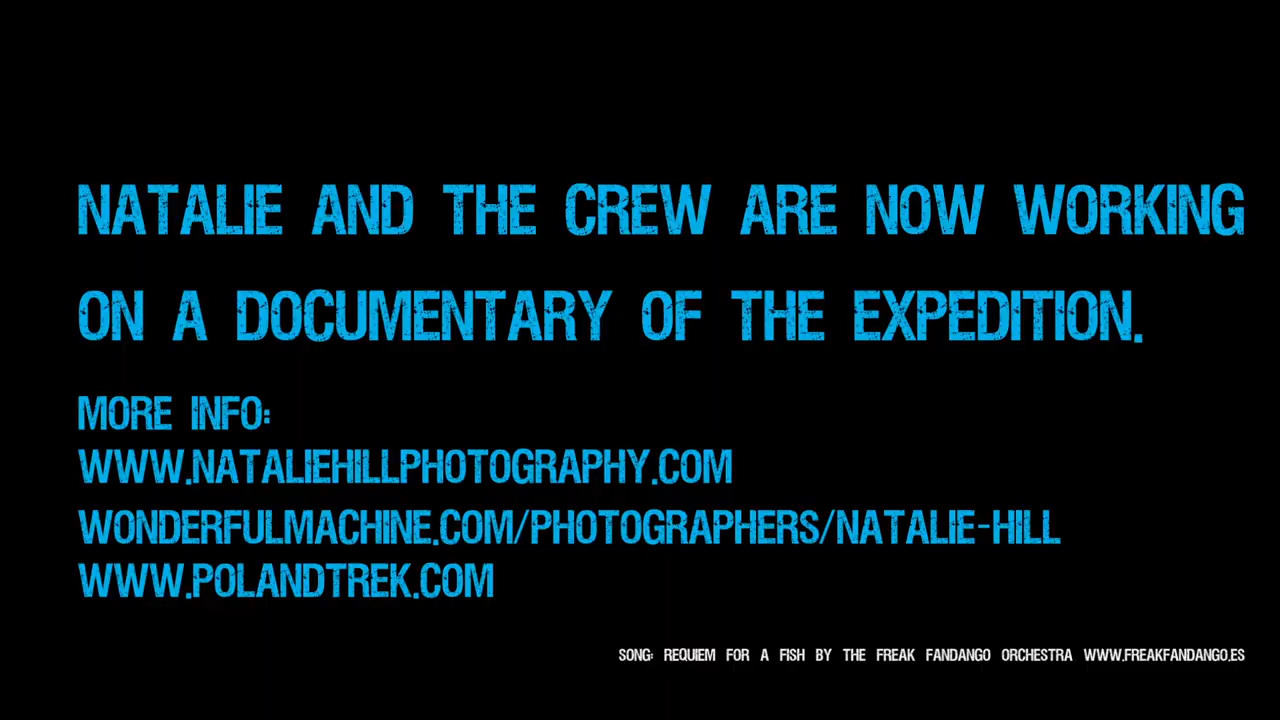 NATALIE AND THE CREW ARE NOW WORKING
ON A DOCUMENTARY OF THE EXPEDITION.
MORE INFO:
WWW.NATALIEHILLPHOTOGRAPHY.COM
WONDERFULMACHINE.COM/PHOTOGRAPHERS/NATALIE-HILL
WWW.POLANDTREK.COM
SONG: REQUIEM FOR A FISH BY THE FREAK FANDANGO ORCHESTRA WWW.FREAKFANDANGO.ES